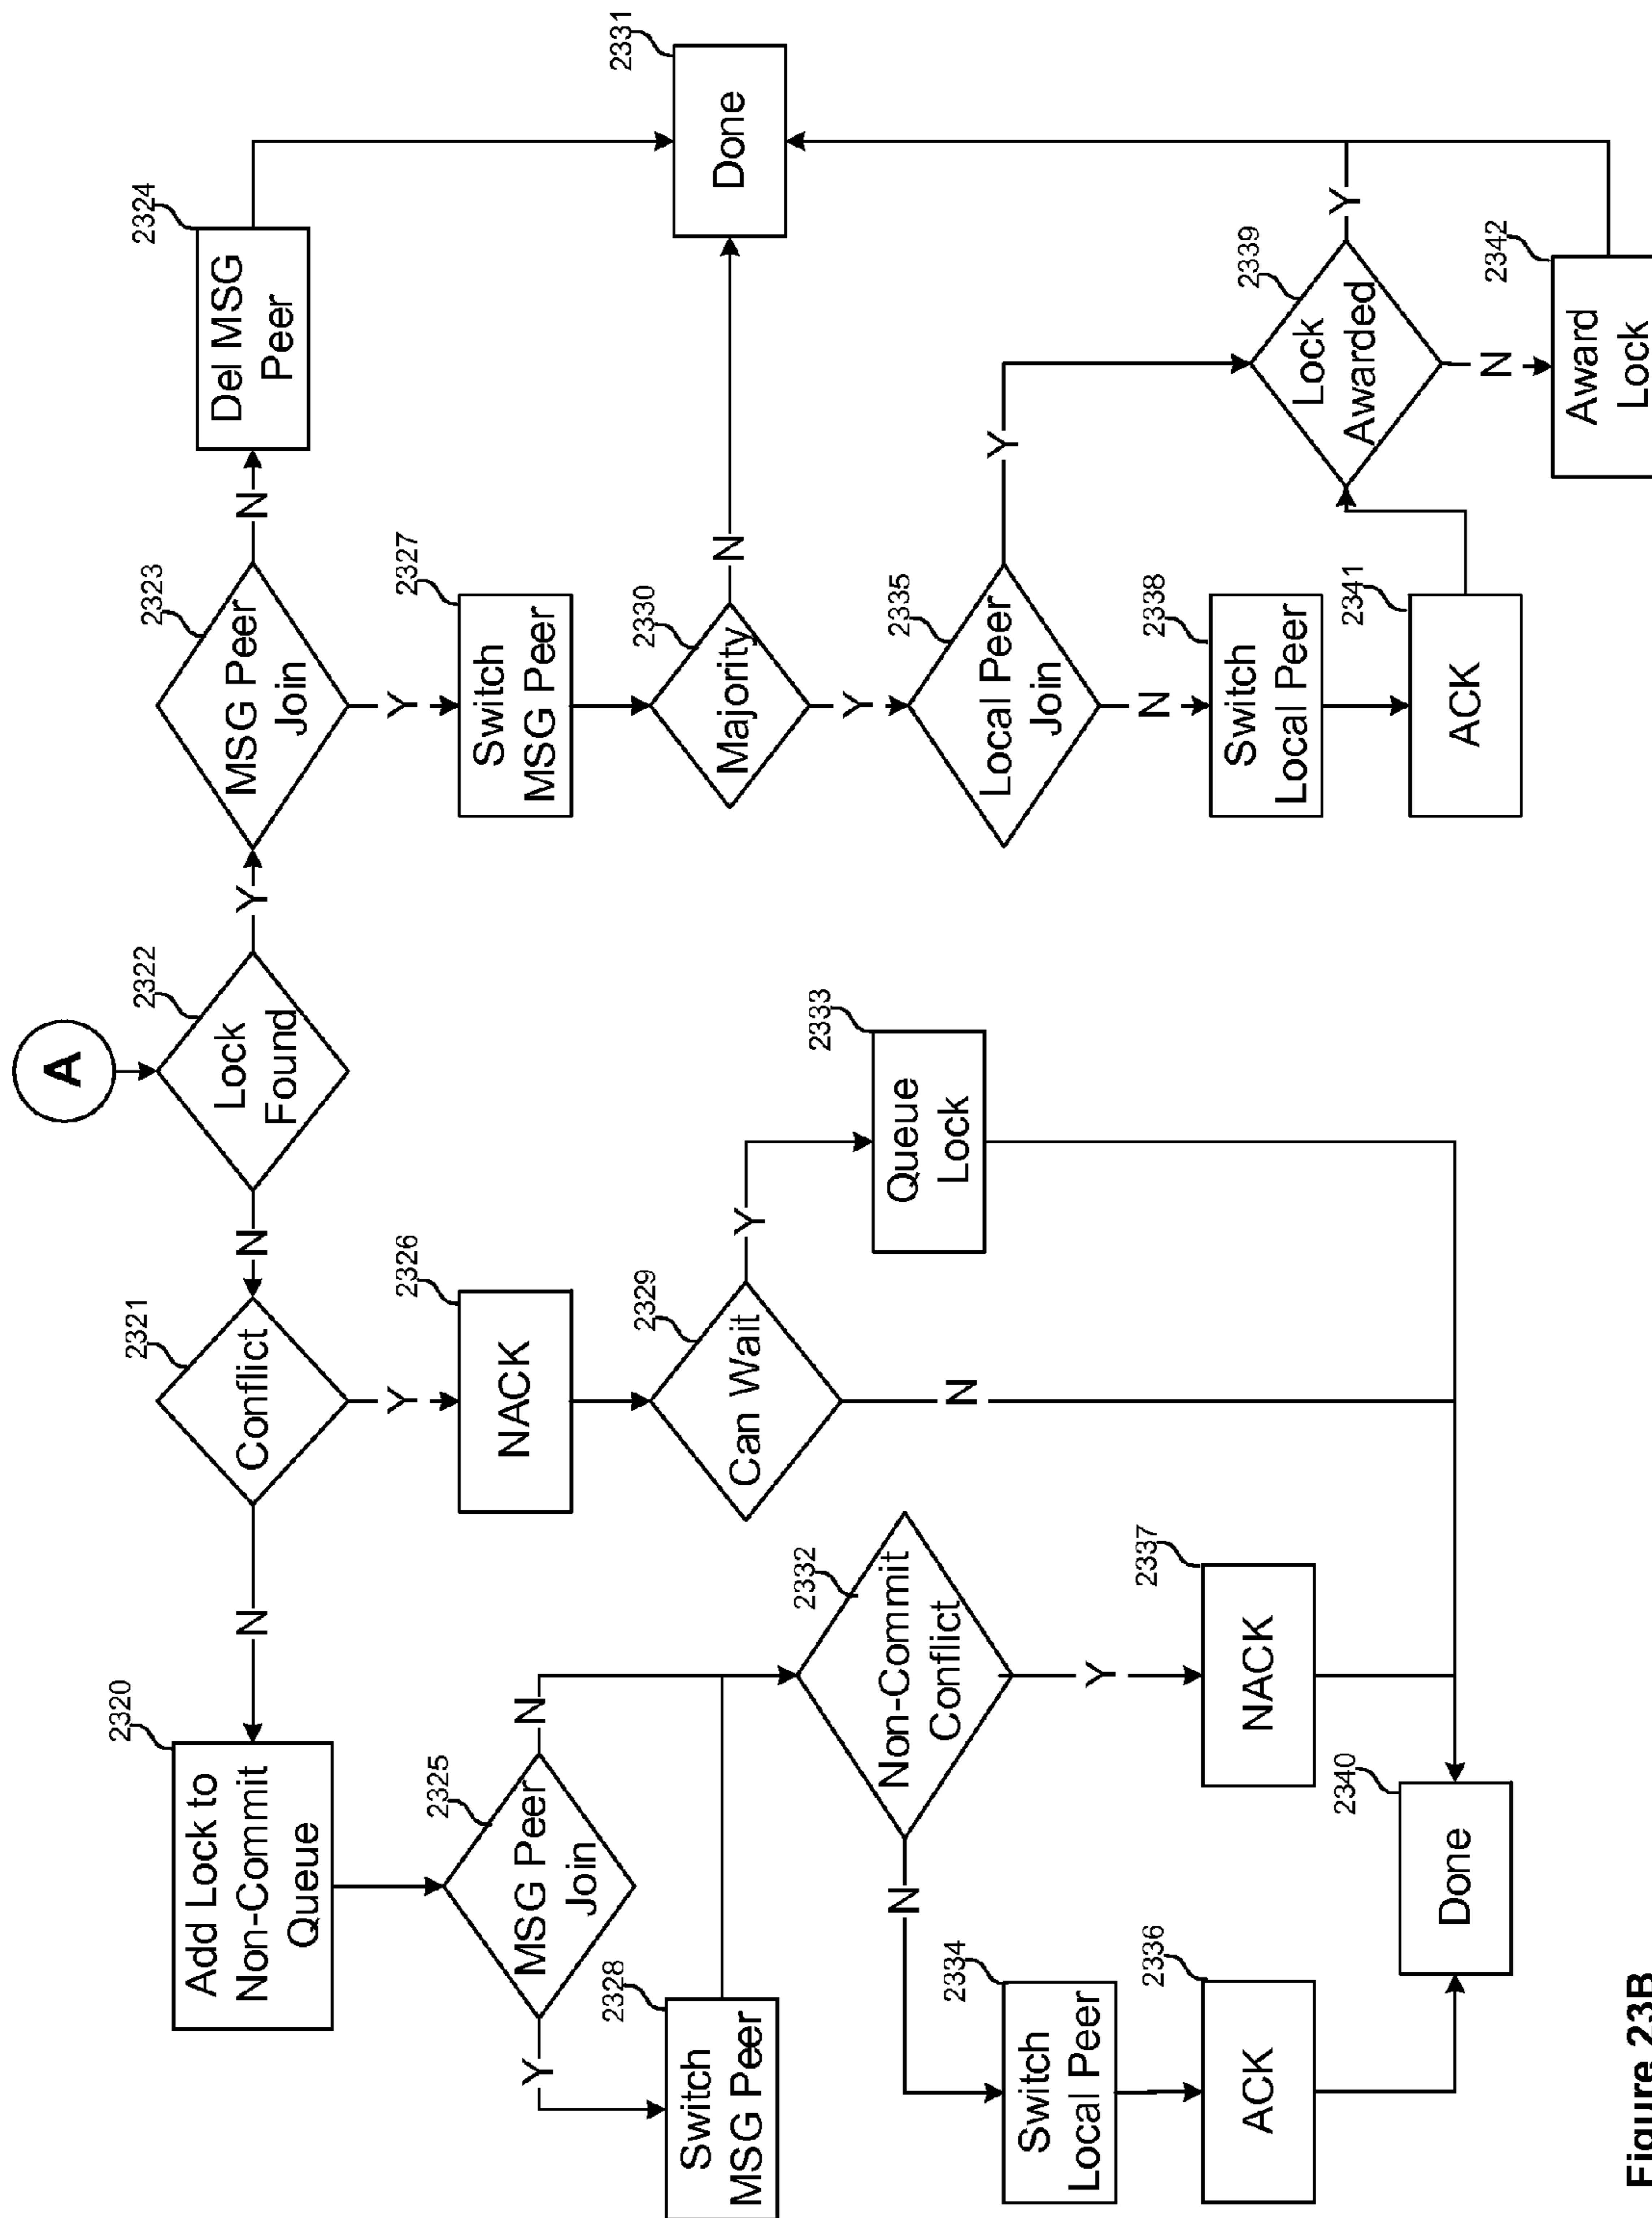 A
2322
Lock
Found
N
Y
2321
Conflict
N
Y
2320
Add Lock to
Non-Commit
Queue
2323
MSG Peer
Join
N
Y
2324
Del MSG
Peer
2325
MSG Peer
Join
Y
N
2326
NACK
2327
Switch
MSG Peer
2328
Switch
MSG Peer
2329
Can Wait
Y
N
2330
Majority
N
Y
2331
Done
2332
Non-Commit
Conflict
N
Y
2333
Queue
Lock
2334
Switch
Local Peer
2335
Local Peer
Join
Y
N
2336
ACK
2337
NACK
2338
Switch
Local Peer
2339
Lock
Awarded
Y
N
2340
Done
2341
ACK
2342
Award
Lock
Figure 23B